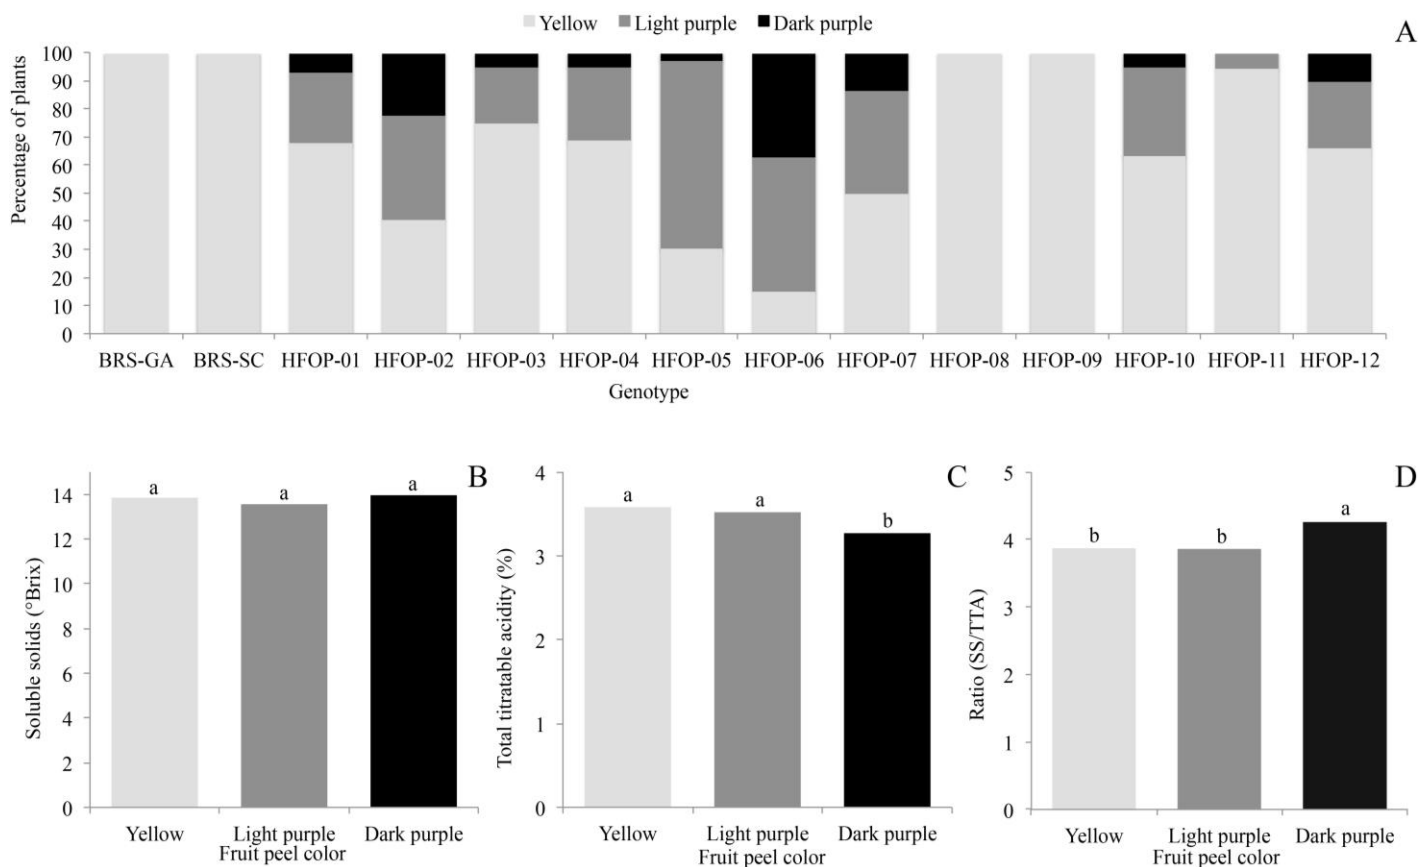 Yellow Light purple Dark purple
A
Percentage of plants
100
90
80
70
60
50
40
30
20
10
0
BRS-GA BRS-SC HFOP-01 HFOP-02 HFOP-03 HFOP-04 HFOP-05 HFOP-06 HFOP-07 HFOP-08 HFOP-09 HFOP-10 HFOP-11 HFOP-12
Genotype
B
Soluble solids (°Brix)
14
12
10
8
6
4
2
0
a a a
Yellow Light purple Dark purple
Fruit peel color
C
Total titratable acidity (%)
4
3
2
1
0
a a b
Yellow Light purple Dark purple
Fruit peel color
D
Ratio (SS/TTA)
5
4
3
2
1
0
b b a
Yellow Light purple Dark purple
Fruit peel color